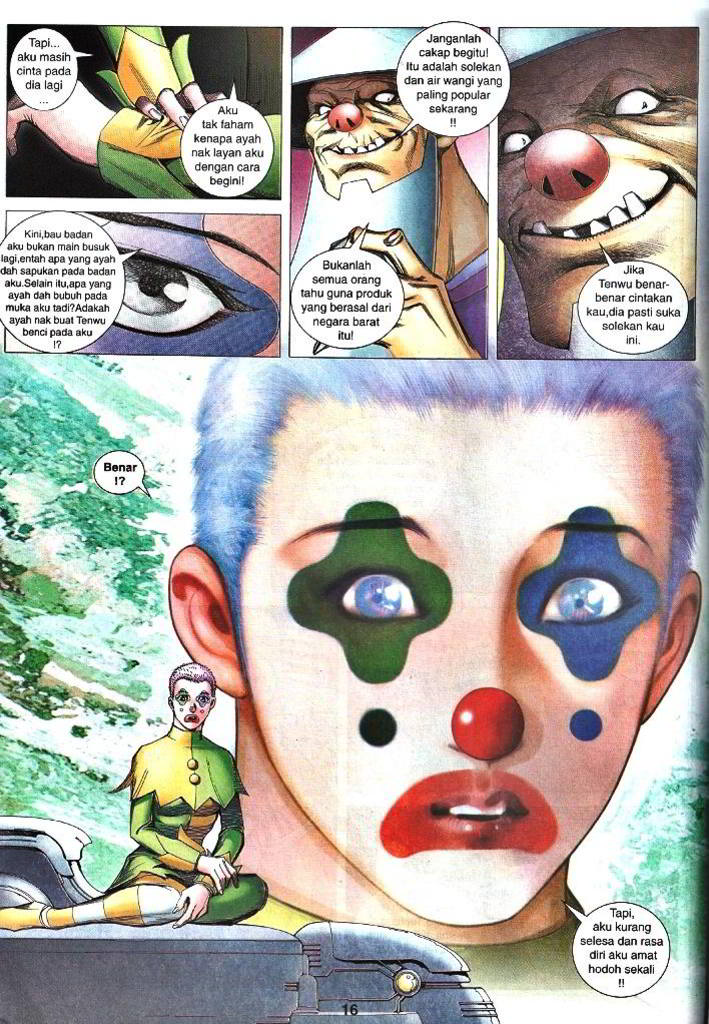 Tapi...
aku masih
cinta pada
dia lagi
...
Aku
tak faham
kenapa ayah
nak layan aku
dengan cara
begini!
Janganlah
cakap begitu!
Itu adalah solekan
dan air wangi yang
paling popular
sekarang
!!
Kini,bau badan
aku bukan main busuk
lagi,entah apa yang ayah
dah sapukan pada badan
aku.Selain itu,apa yang
ayah dah bubuh pada
muka aku tadi?Adakah
ayah nak buat Tenwu
benci pada aku
!?
Bukanlah
semua orang
tahu guna produk
yang berasal dari
negara barat
itu!
Jika
Tenwu benar-
benar cintakan
kau,dia pasti suka
solekan kau
ini.
Benar
!?
Tapi,
aku kurang
selesa dan rasa
diri aku amat
hodoh sekali
!!
16